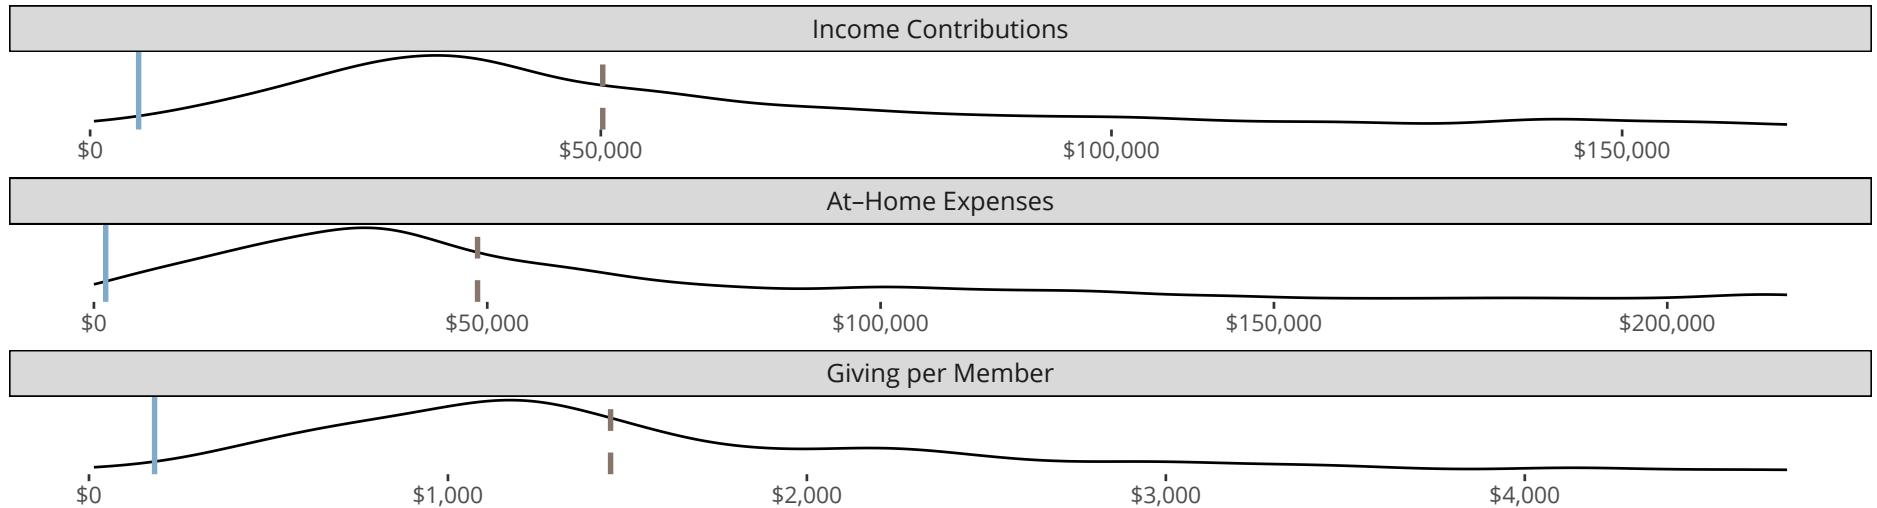 Income Contributions
$0 $50,000 $100,000 $150,000
At–Home Expenses
$0 $50,000 $100,000 $150,000 $200,000
Giving per Member
$0 $1,000 $2,000 $3,000 $4,000